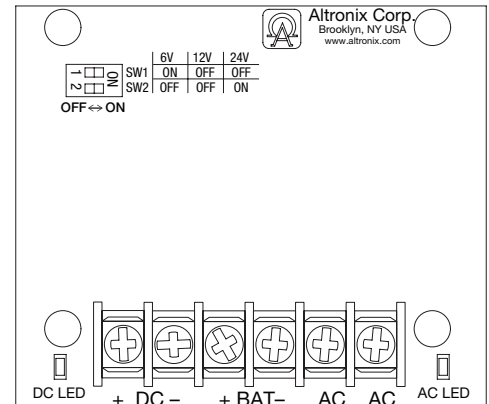 Altronix Corp.
Brooklyn, NY USA
www.altronix.com
6V 12V 24V
SW1 ON OFF OFF
SW2 OFF OFF ON
1 2 ON
OFF ↔ ON
DC LED
+ DC –
+ BAT–
AC AC
AC LED